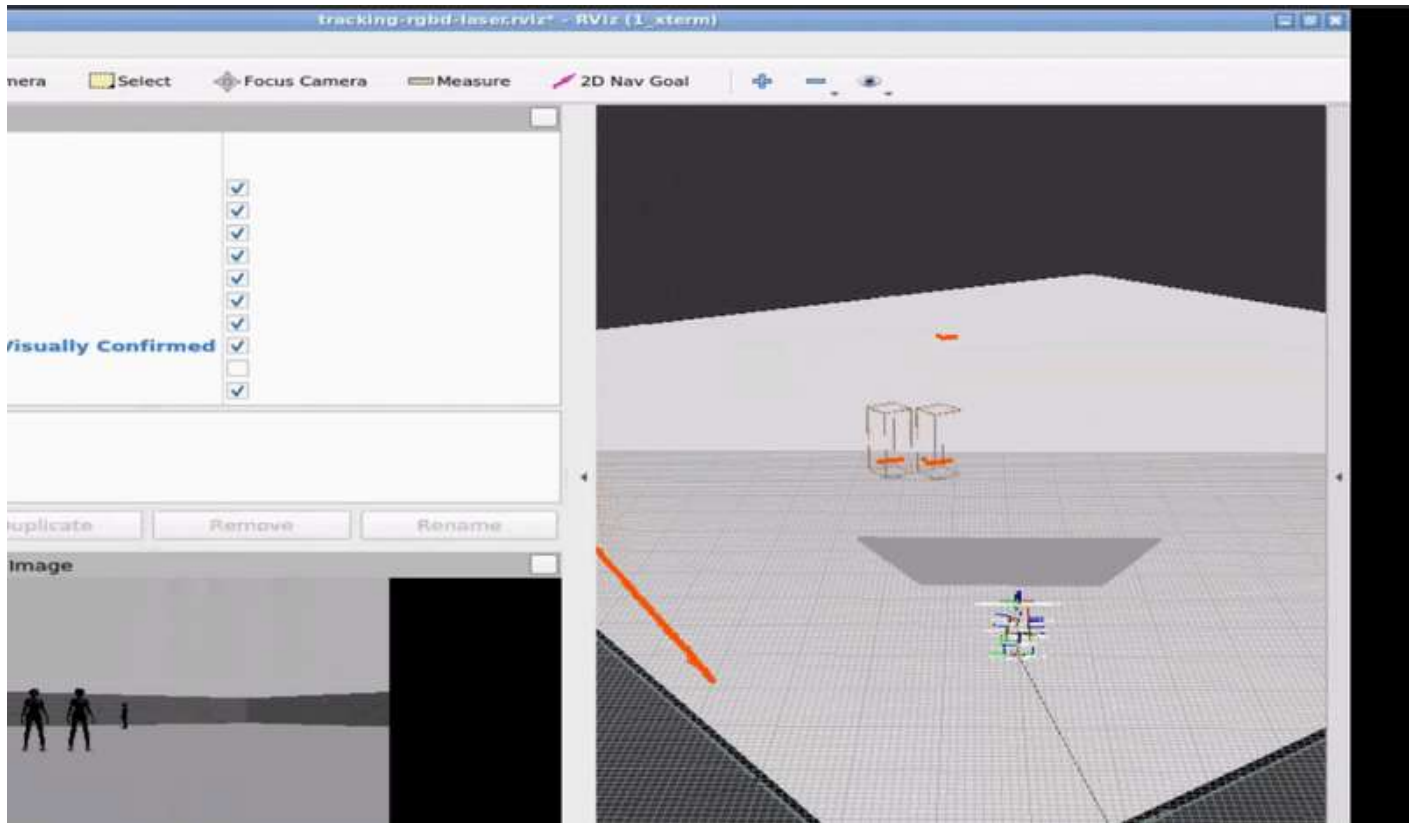 tracking-rgbd-laser.rviz* - RViz (1_xterm)
mera Select Focus Camera Measure 2D Nav Goal
Visually Confirmed
uplicate Remove Rename
Image